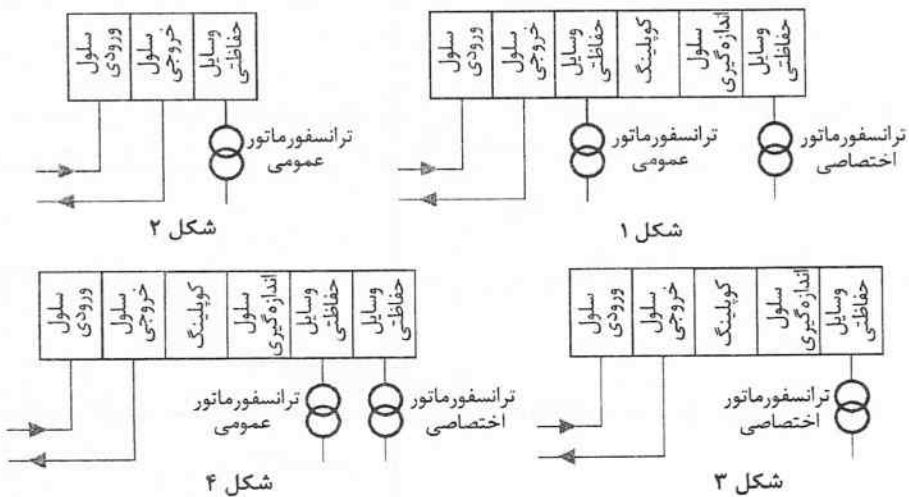 سلول
ورودی
سلول
خروجی
وسایل
حفاظتی
کوپلینگ
سلول
اندازه‌گیری
وسایل
حفاظتی
ترانسفورماتور
عمومی
ترانسفورماتور
اختصاصی
شکل ۱
سلول
ورودی
سلول
خروجی
وسایل
حفاظتی
ترانسفورماتور
عمومی
شکل ۲
سلول
ورودی
سلول
خروجی
کوپلینگ
سلول
اندازه‌گیری
وسایل
حفاظتی
ترانسفورماتور
اختصاصی
شکل ۳
سلول
ورودی
سلول
خروجی
کوپلینگ
سلول
اندازه‌گیری
وسایل
حفاظتی
وسایل
حفاظتی
ترانسفورماتور
عمومی
ترانسفورماتور
اختصاصی
شکل ۴